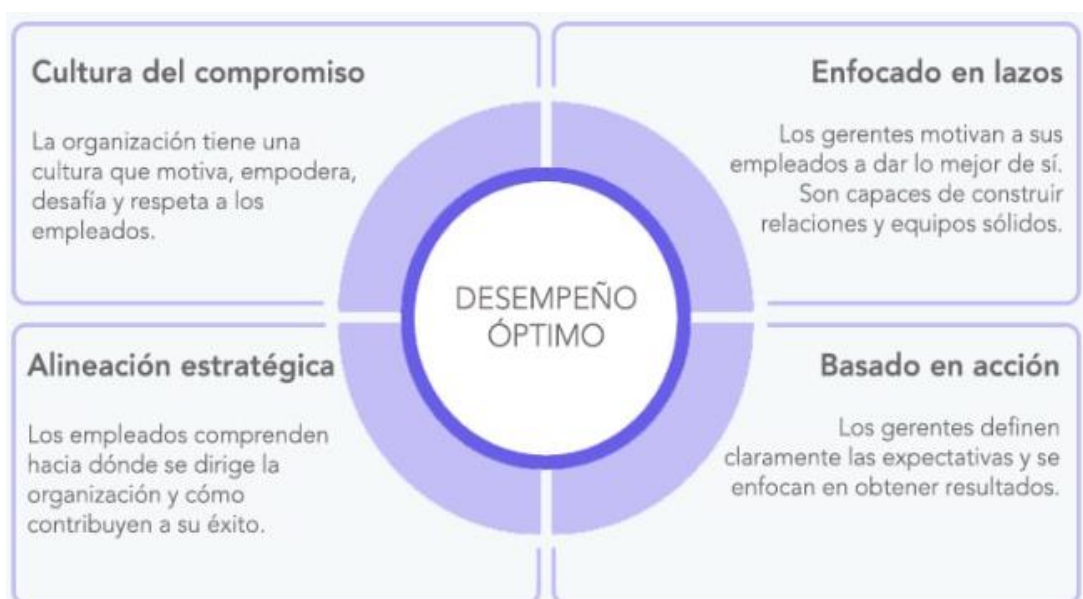 Cultura del compromiso
La organización tiene una
cultura que motiva, empodera,
desafía y respeta a los
empleados.
Enfocado en lazos
Los gerentes motivan a sus
empleados a dar lo mejor de sí.
Son capaces de construir
relaciones y equipos sólidos.
DESEMPEÑO
ÓPTIMO
Alineación estratégica
Los empleados comprenden
hacia dónde se dirige la
organización y cómo
contribuyen a su éxito.
Basado en acción
Los gerentes definen
claramente las expectativas y se
enfocan en obtener resultados.